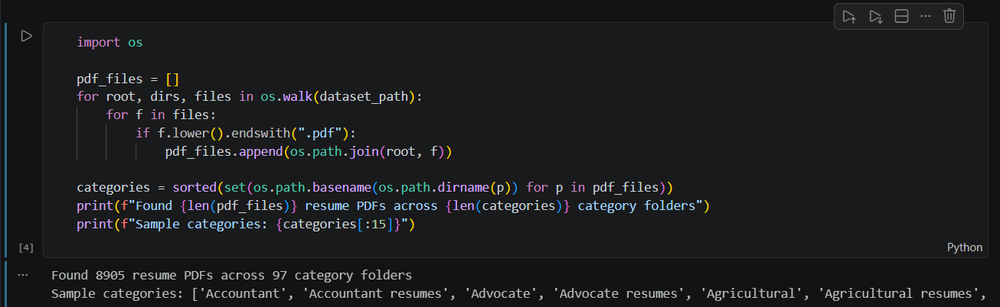 import os
pdf_files = []
for root, dirs, files in os.walk(dataset_path):
    for f in files:
        if f.lower().endswith(".pdf"):
            pdf_files.append(os.path.join(root, f))
categories = sorted(set(os.path.basename(os.path.dirname(p)) for p in pdf_files))
print(f"Found {len(pdf_files)} resume PDFs across {len(categories)} category folders")
print(f"Sample categories: {categories[:15]}")
[4]
Python
Found 8905 resume PDFs across 97 category folders
Sample categories: ['Accountant', 'Accountant resumes', 'Advocate', 'Advocate resumes', 'Agricultural', 'Agricultural resumes',